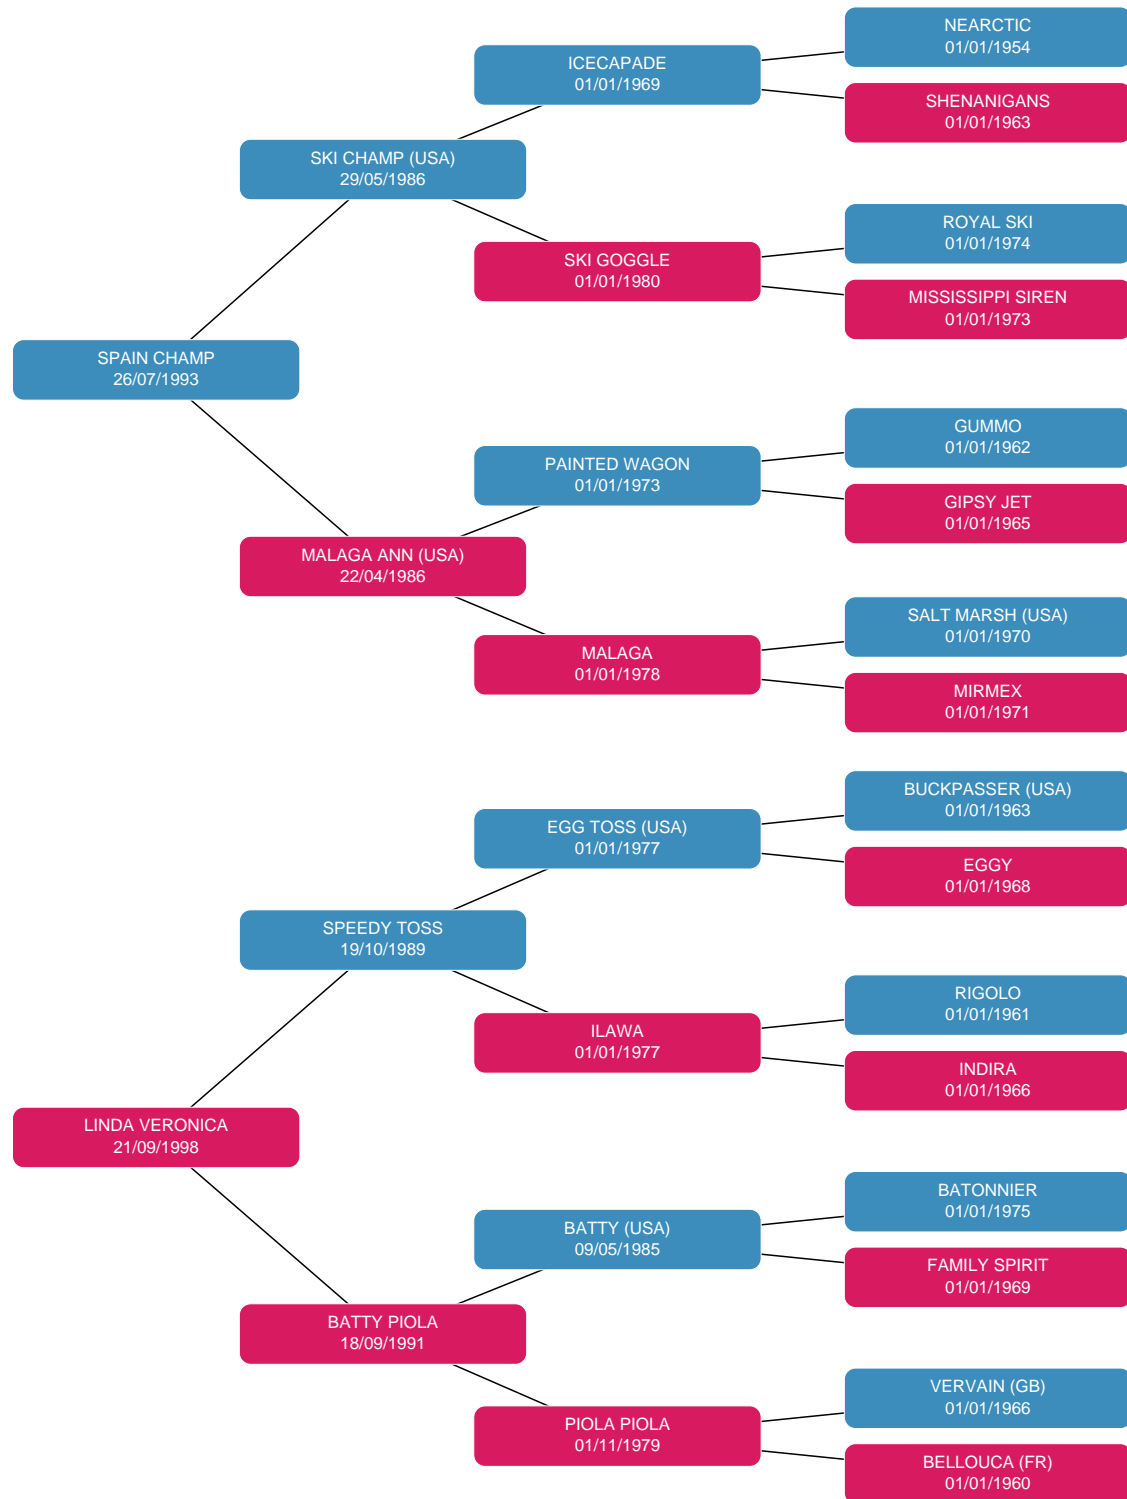 NEARCTIC
01/01/1954
ICECAPADE
01/01/1969
SHENANIGANS
01/01/1963
SKI CHAMP (USA)
29/05/1986
ROYAL SKI
01/01/1974
SKI GOGGLE
01/01/1980
MISSISSIPPI SIREN
01/01/1973
SPAIN CHAMP
26/07/1993
GUMMO
01/01/1962
PAINTED WAGON
01/01/1973
GIPSY JET
01/01/1965
MALAGA ANN (USA)
22/04/1986
SALT MARSH (USA)
01/01/1970
MALAGA
01/01/1978
MIRMEX
01/01/1971
BUCKPASSER (USA)
01/01/1963
EGG TOSS (USA)
01/01/1977
EGGY
01/01/1968
SPEEDY TOSS
19/10/1989
RIGOLO
01/01/1961
ILAWA
01/01/1977
INDIRA
01/01/1966
LINDA VERONICA
21/09/1998
BATONNIER
01/01/1975
BATTY (USA)
09/05/1985
FAMILY SPIRIT
01/01/1969
BATTY PIOLA
18/09/1991
VERVAIN (GB)
01/01/1966
PIOLA PIOLA
01/11/1979
BELLOUCA (FR)
01/01/1960